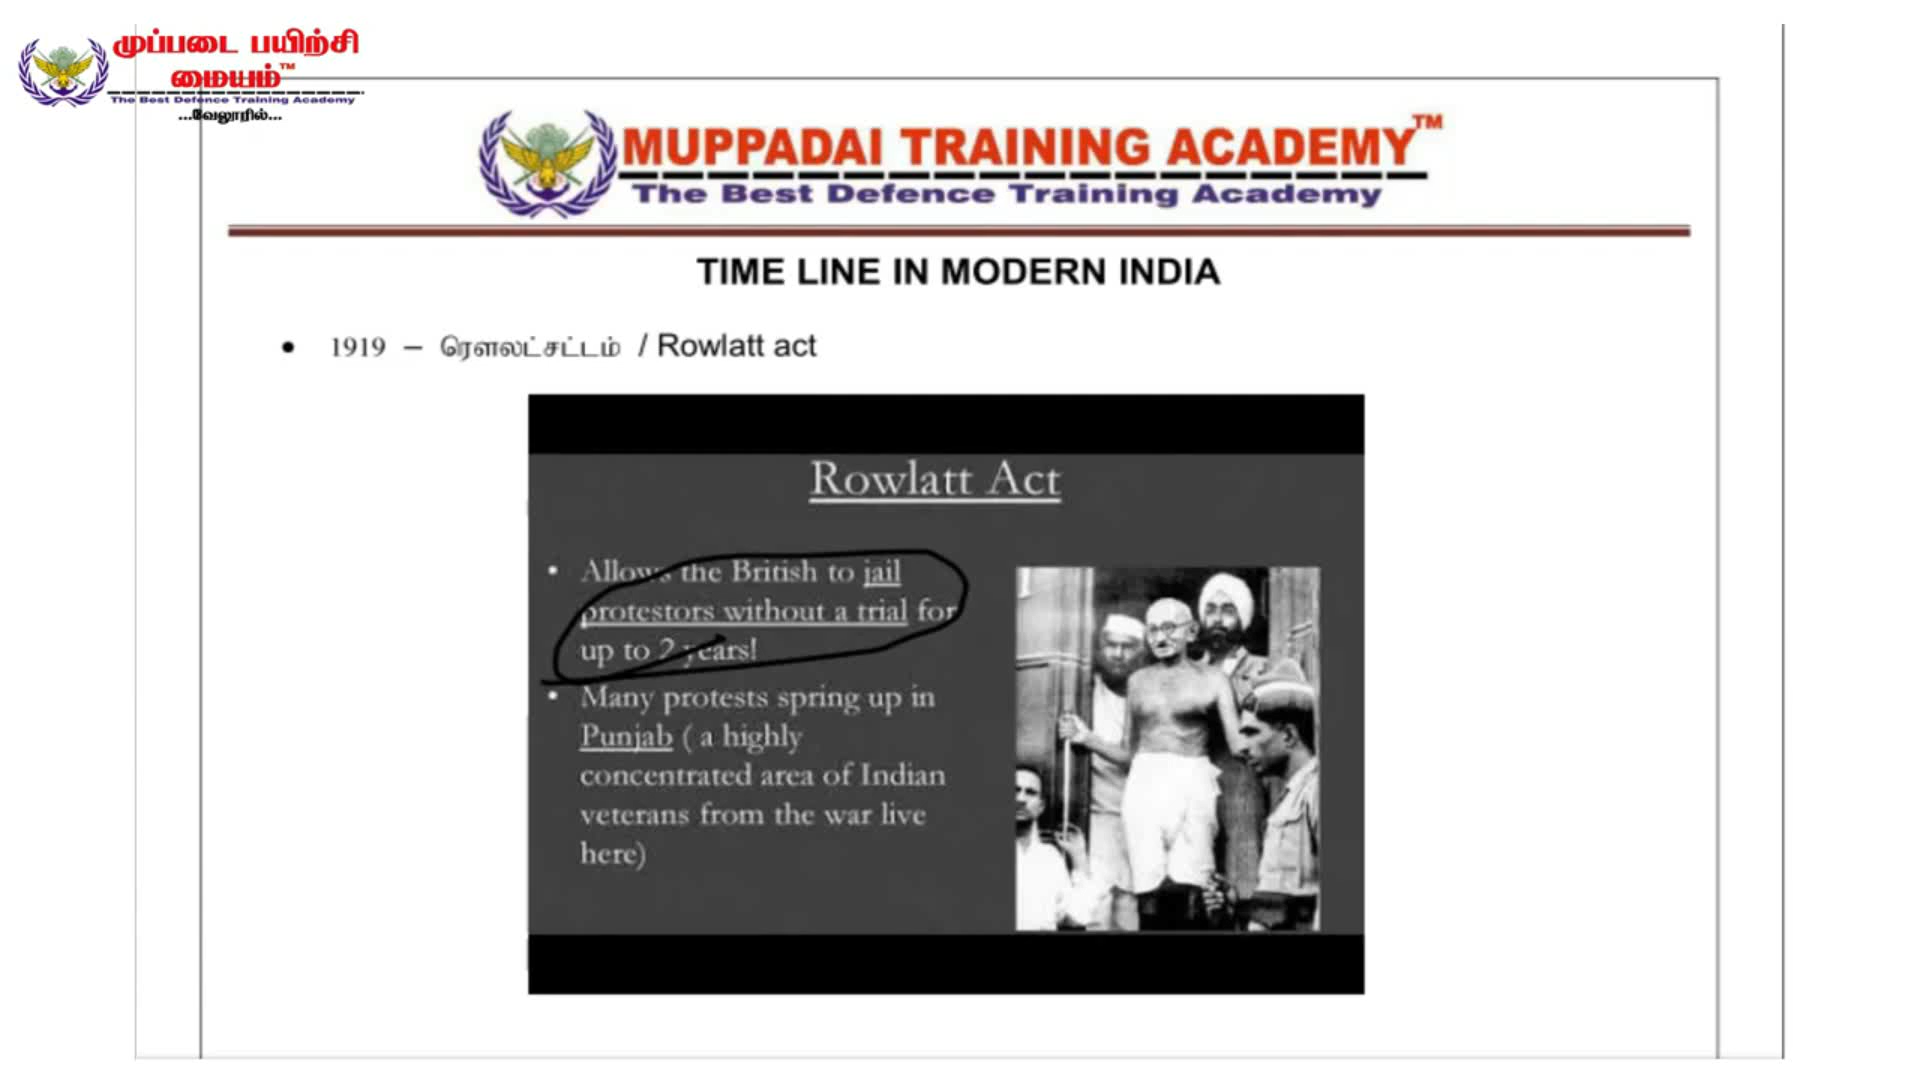 முப்படை பயிற்சி
மையம்™
The Best Defence Training Academy
...வேலூரில்...
MUPPADAI TRAINING ACADEMY™
The Best Defence Training Academy
TIME LINE IN MODERN INDIA
• 1919 – ரௌலட்சட்டம் / Rowlatt act
Rowlatt Act
• Allows the British to jail
protestors without a trial for
up to 2 years!
• Many protests spring up in
Punjab ( a highly
concentrated area of Indian
veterans from the war live
here)